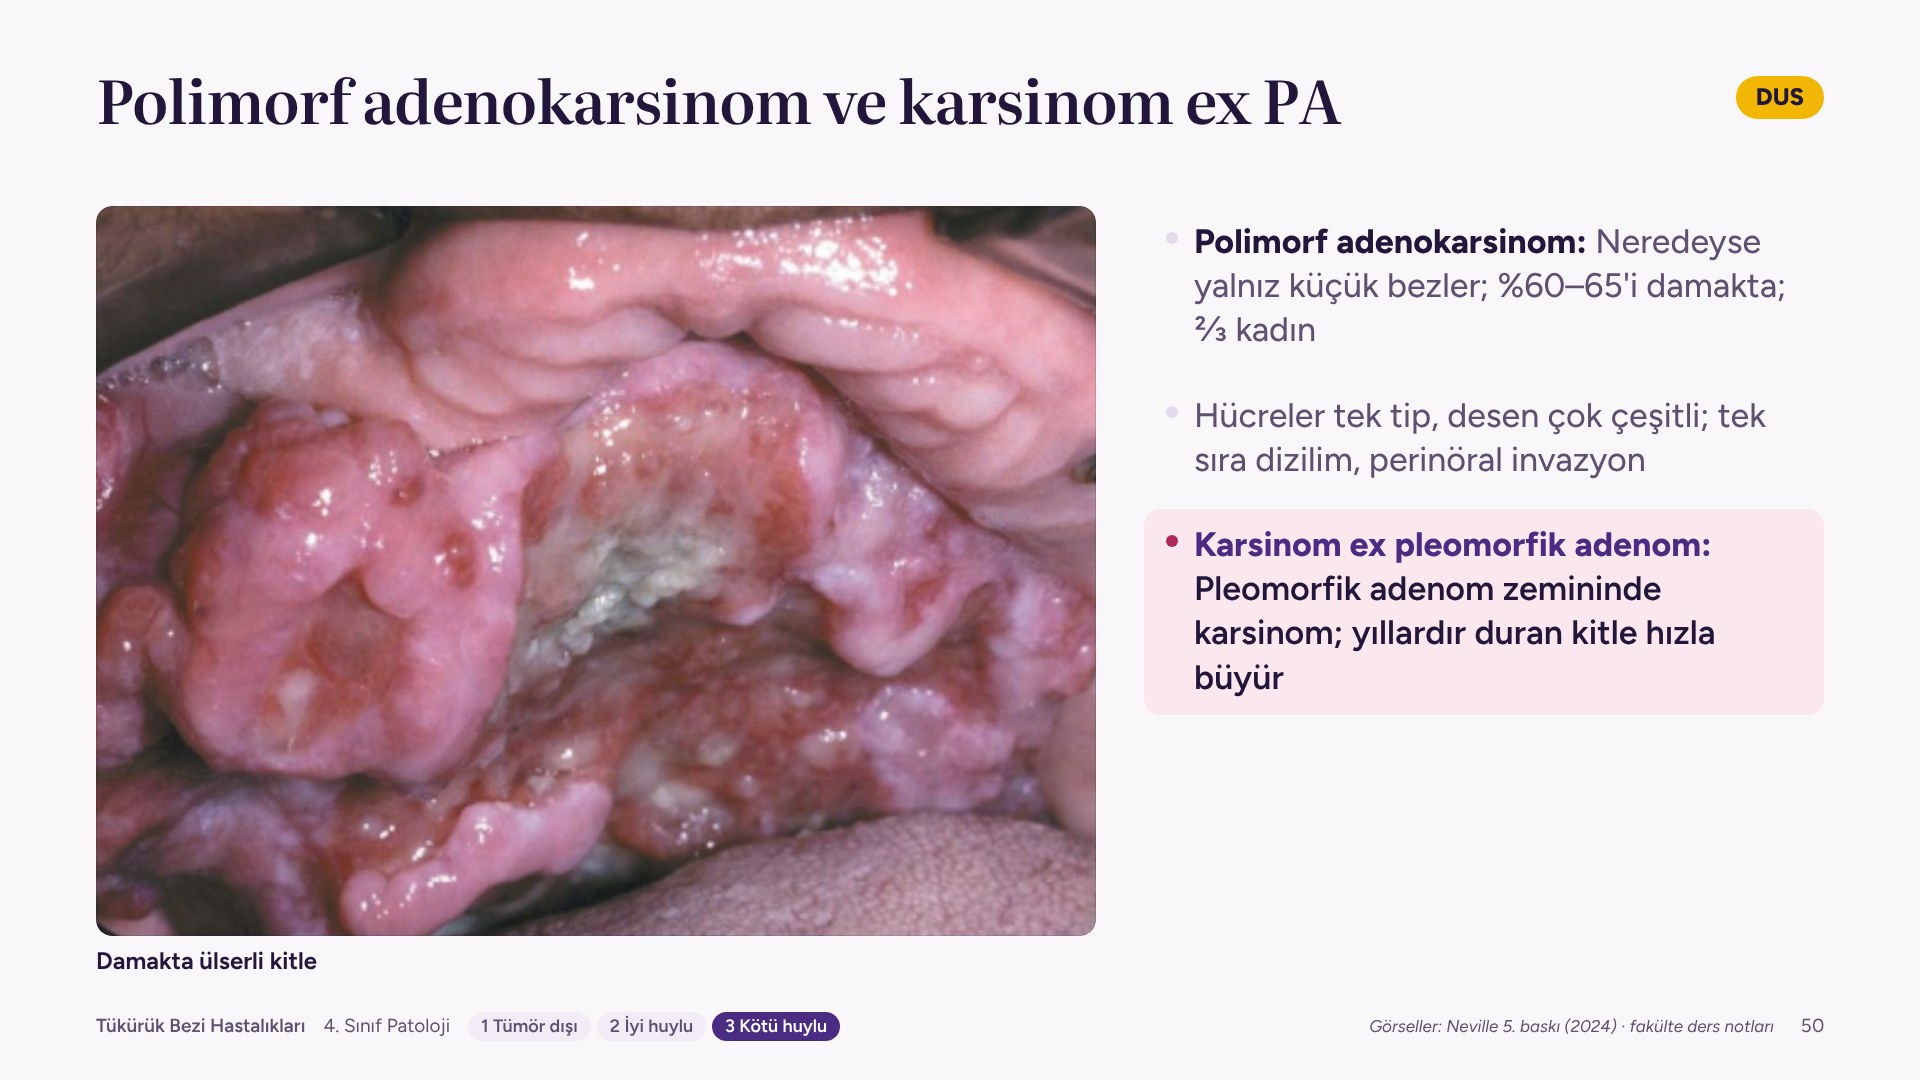 Polimorf adenokarsinom ve karsinom ex PA
DUS
Polimorf adenokarsinom: Neredeyse
yalnız küçük bezler; %60–65'i damakta;
⅔ kadın
Hücreler tek tip, desen çok çeşitli; tek
sıra dizilim, perinöral invazyon
Karsinom ex pleomorfik adenom:
Pleomorfik adenom zemininde
karsinom; yıllardır duran kitle hızla
büyür
Damakta ülserli kitle
Tükürük Bezi Hastalıkları 4. Sınıf Patoloji 1 Tümör dışı 2 İyi huylu 3 Kötü huylu
Görseller: Neville 5. baskı (2024) · fakülte ders notları 50